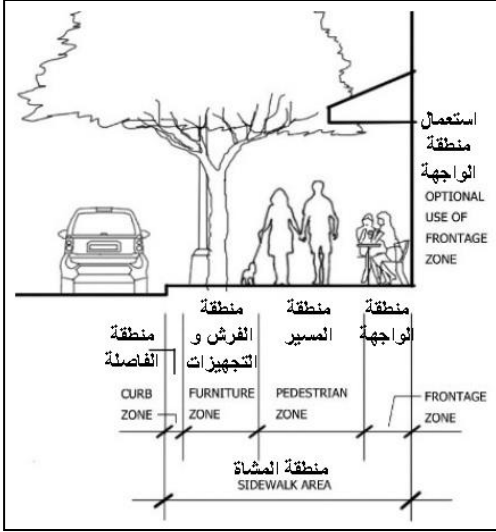 استعمال
منطقة
الواجهة
OPTIONAL
USE OF
FRONTAGE
ZONE
منطقة
الفاصلة
منطقة
الفرش و
التجهيزات
منطقة
المسير
منطقة
الواجهة
CURB
ZONE
FURNITURE
ZONE
PEDESTRIAN
ZONE
FRONTAGE
ZONE
منطقة المشاة
SIDEWALK AREA